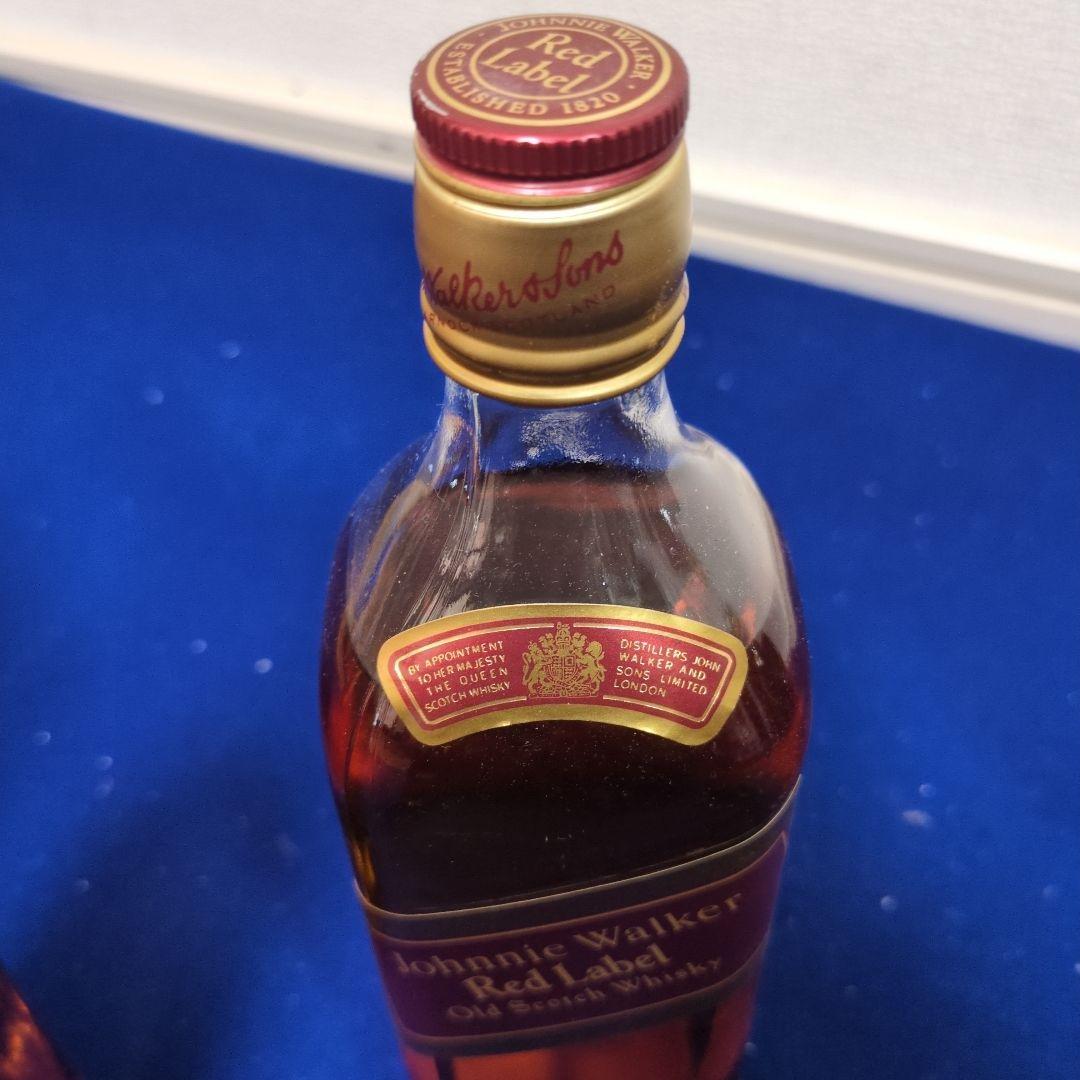 JOHNNIE WALKER
Red
Label
ESTABLISHED 1820
Walker & Sons
SCOTLAND
BY APPOINTMENT
TO HER MAJESTY
THE QUEEN
SCOTCH WHISKY
DISTILLERS JOHN
WALKER AND
SONS LIMITED
LONDON
Johnnie Walker
Red Label
Old Scotch Whisky